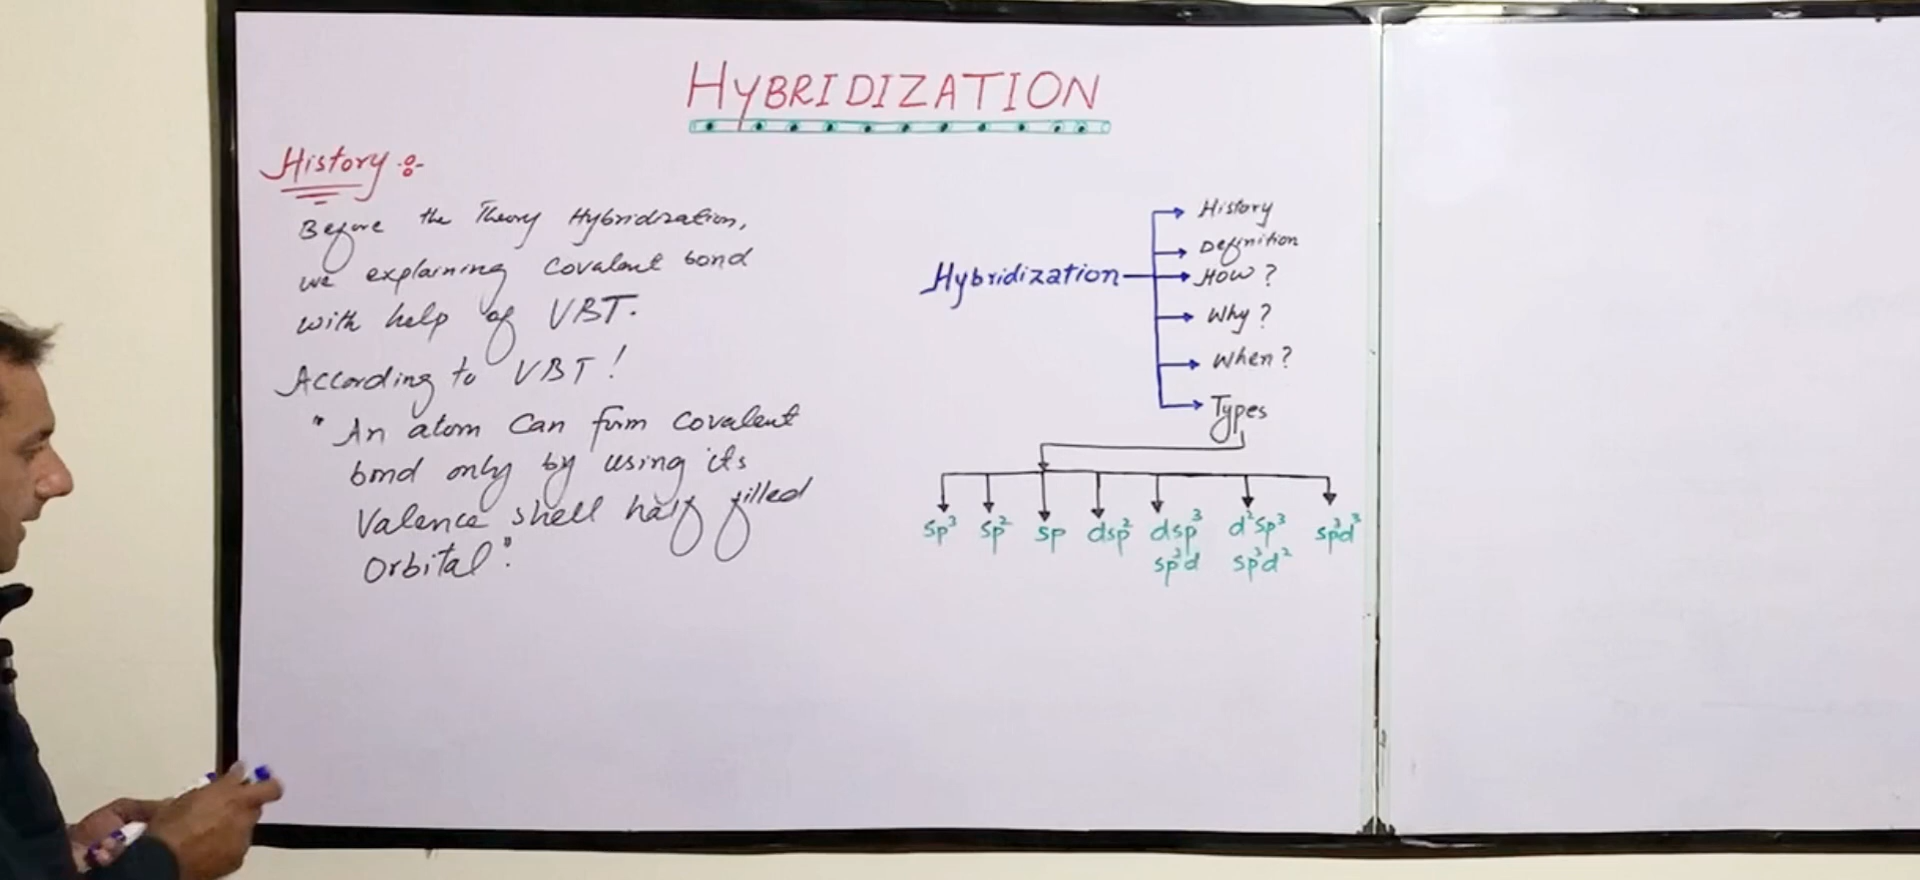 HYBRIDIZATION
History :-
Before the Theory Hybridization,
we explaining covalent bond
with help of VBT.
According to VBT!
"An atom Can form covalent
bond only by using its
Valence shell half filled
Orbital".
Hybridization
History
Definition
How?
Why?
When?
Types
sp³ sp² sp dsp² dsp³ d²sp³ sp³d³
sp³d sp³d²